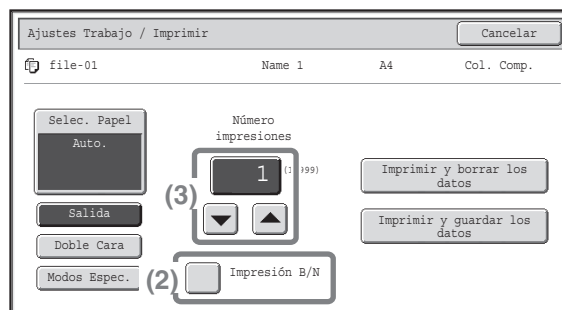 Ajustes Trabajo / Imprimir
Cancelar
file-01 Name 1 A4 Col. Comp.
Selec. Papel
Auto.
Número
impresiones
(3)
1
999)
Imprimir y borrar los
datos
Salida
Imprimir y guardar los
datos
Doble Cara
Modos Espec.
(2)
Impresión B/N